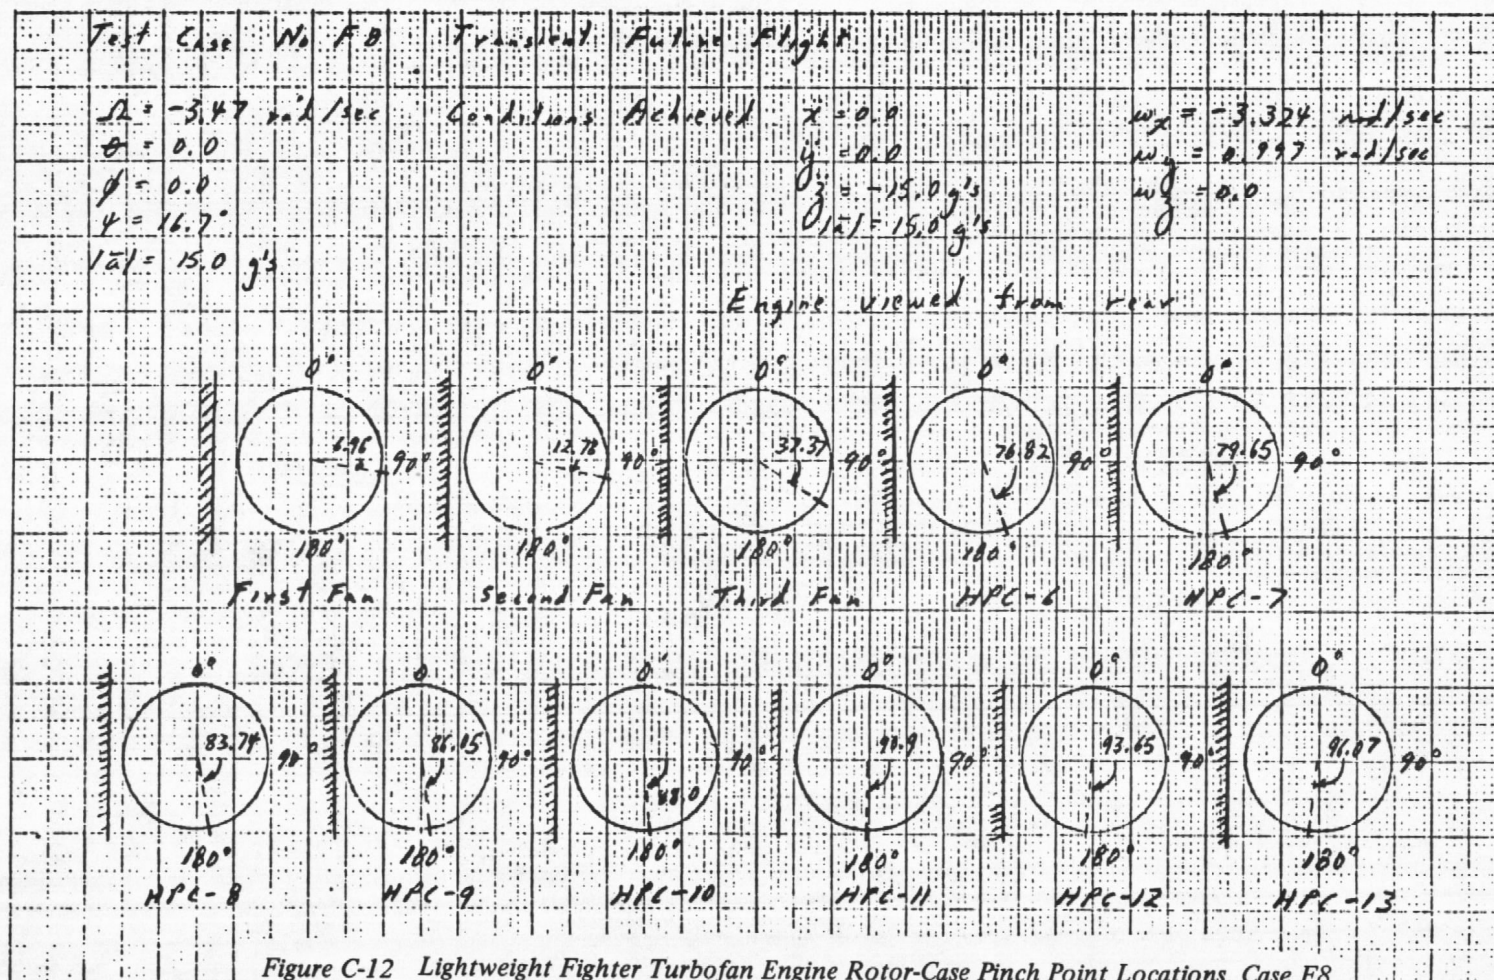 Test Case No F8 Transient Future Flight
Ω = -3.47 rad/sec Conditions Achieved ẍ = 0.0 ωx = -3.324 rad/sec
θ = 0.0 ÿ = 0.0 ωy = 0.997 rad/sec
ϕ = 0.0 z̈ = -15.0 g's ωz = 0.0
ψ = 16.7° |ā| = 15.0 g's
|ā| = 15.0 g's
Engine viewed from rear
0° 0° 0° 0° 0°
6.96 90° 12.78 90° 37.37 90° 76.82 90° 79.65 90°
180° 180° 180° 180° 180°
First Fan Second Fan Third Fan HPC-6 HPC-7
0° 0 0° 0° 0° 0°
83.74 90° 86.05 90° 88.0 90° 90.9 90° 93.65 90° 96.07 90°
180° 180° 180° 180° 180° 180°
HPC-8 HPC-9 HPC-10 HPC-11 HPC-12 HPC-13
Figure C-12 Lightweight Fighter Turbofan Engine Rotor-Case Pinch Point Locations, Case F8